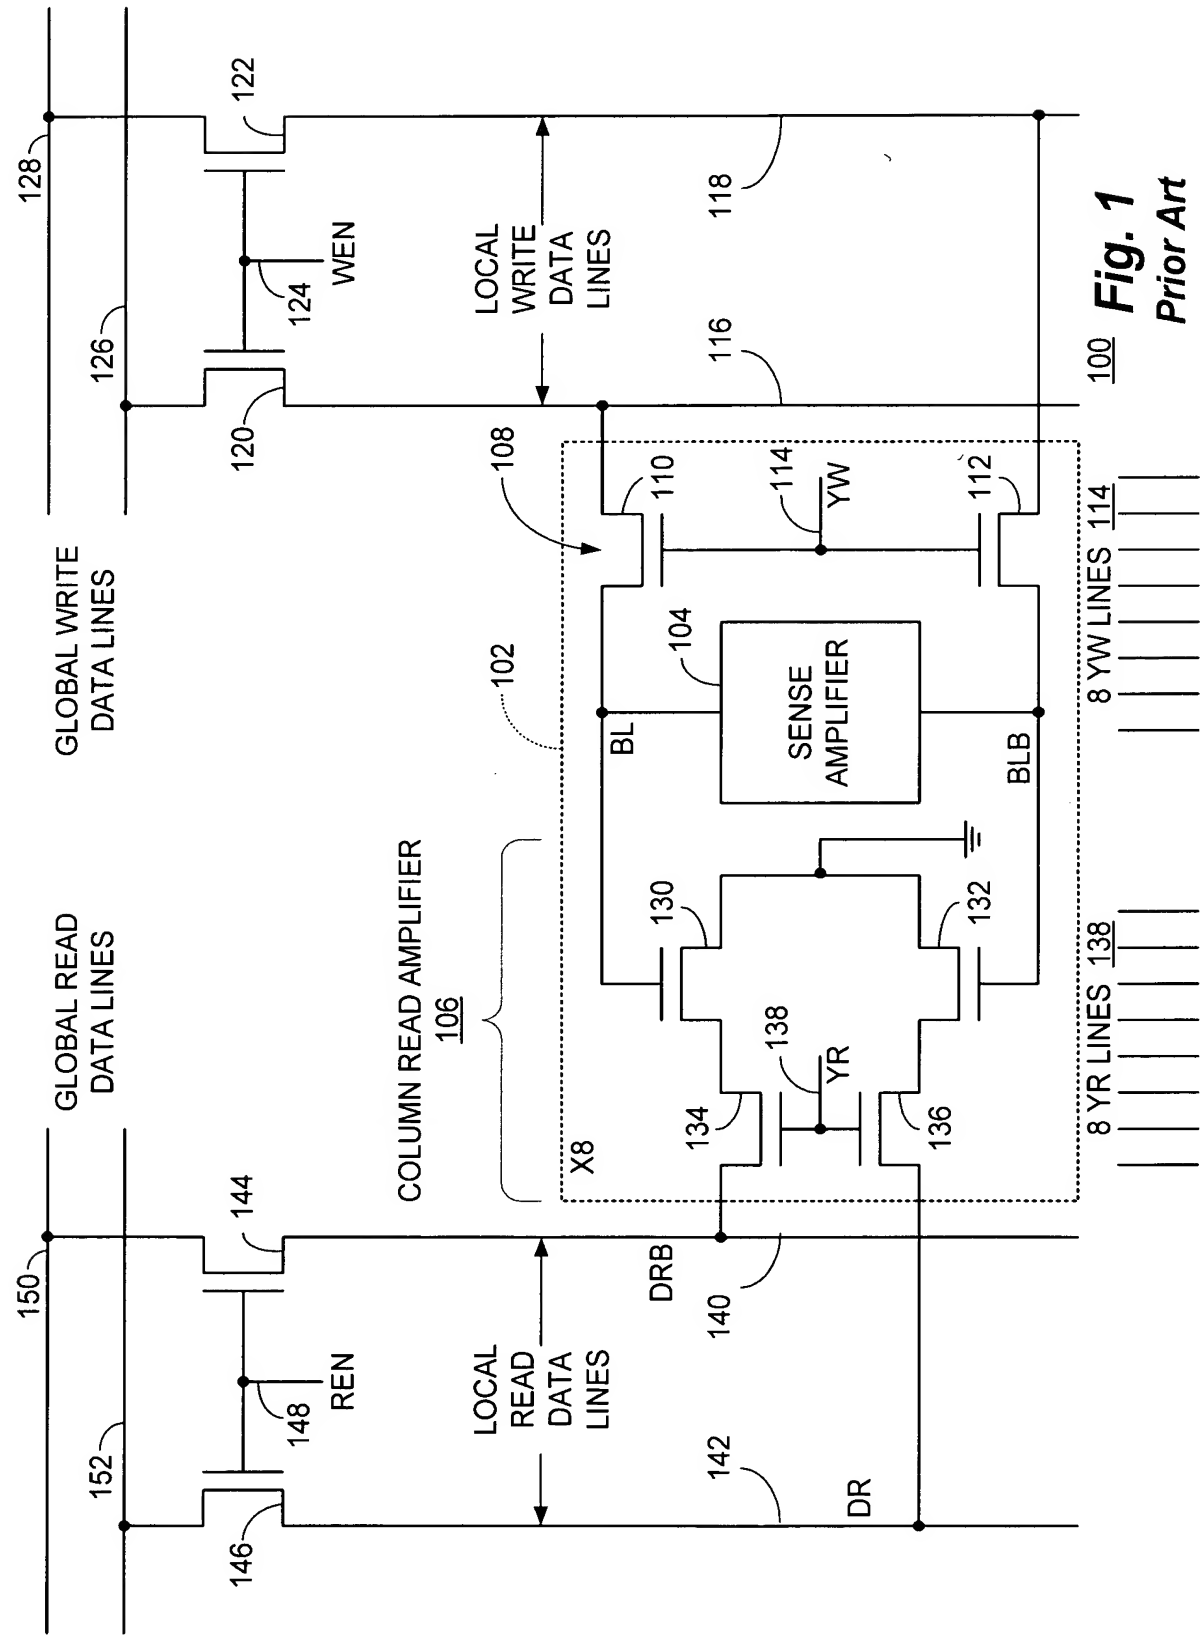 GLOBAL READ
DATA LINES
GLOBAL WRITE
DATA LINES
150
152
144
146
148
REN
128
126
122
120
124
WEN
COLUMN READ AMPLIFIER
106
LOCAL
READ
DATA
LINES
LOCAL
WRITE
DATA
LINES
102
108
X8
DRB
DR
140
142
134
136
138
YR
130
132
BL
BLB
104
SENSE
AMPLIFIER
110
112
114
YW
116
118
8 YR LINES 138
8 YW LINES 114
100
Fig. 1
Prior Art